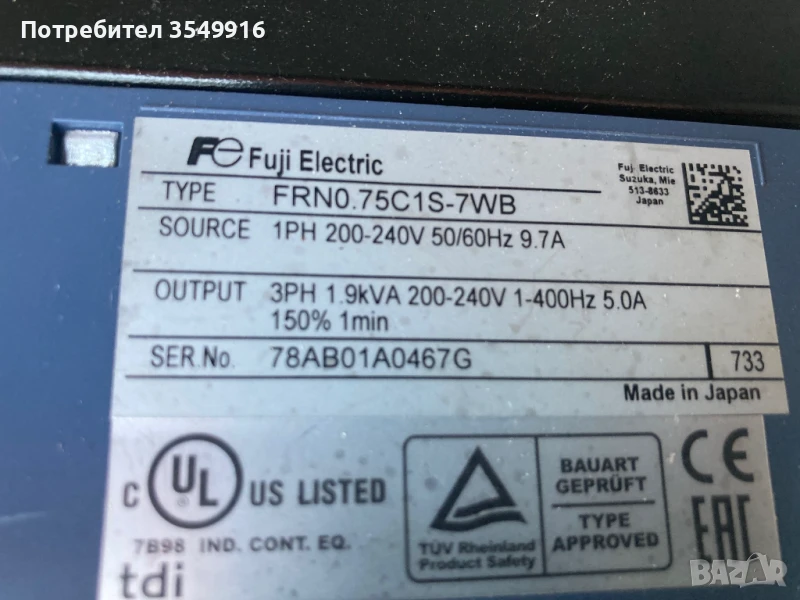 Потребител 3549916
Fe Fuji Electric
Fuj Electric
Suzuka, Mie
513-8633
Japan
TYPE FRN0.75C1S-7WB
SOURCE 1PH 200-240V 50/60Hz 9.7A
OUTPUT 3PH 1.9kVA 200-240V 1-400Hz 5.0A
150% 1min
SER.No. 78AB01A0467G 733
Made in Japan
C UL US LISTED
7B98 IND. CONT. EQ.
tdi
TÜV Rheinland
Product Safety
BAUART
GEPRÜFT
TYPE
APPROVED
CE
EAC
BAZAR